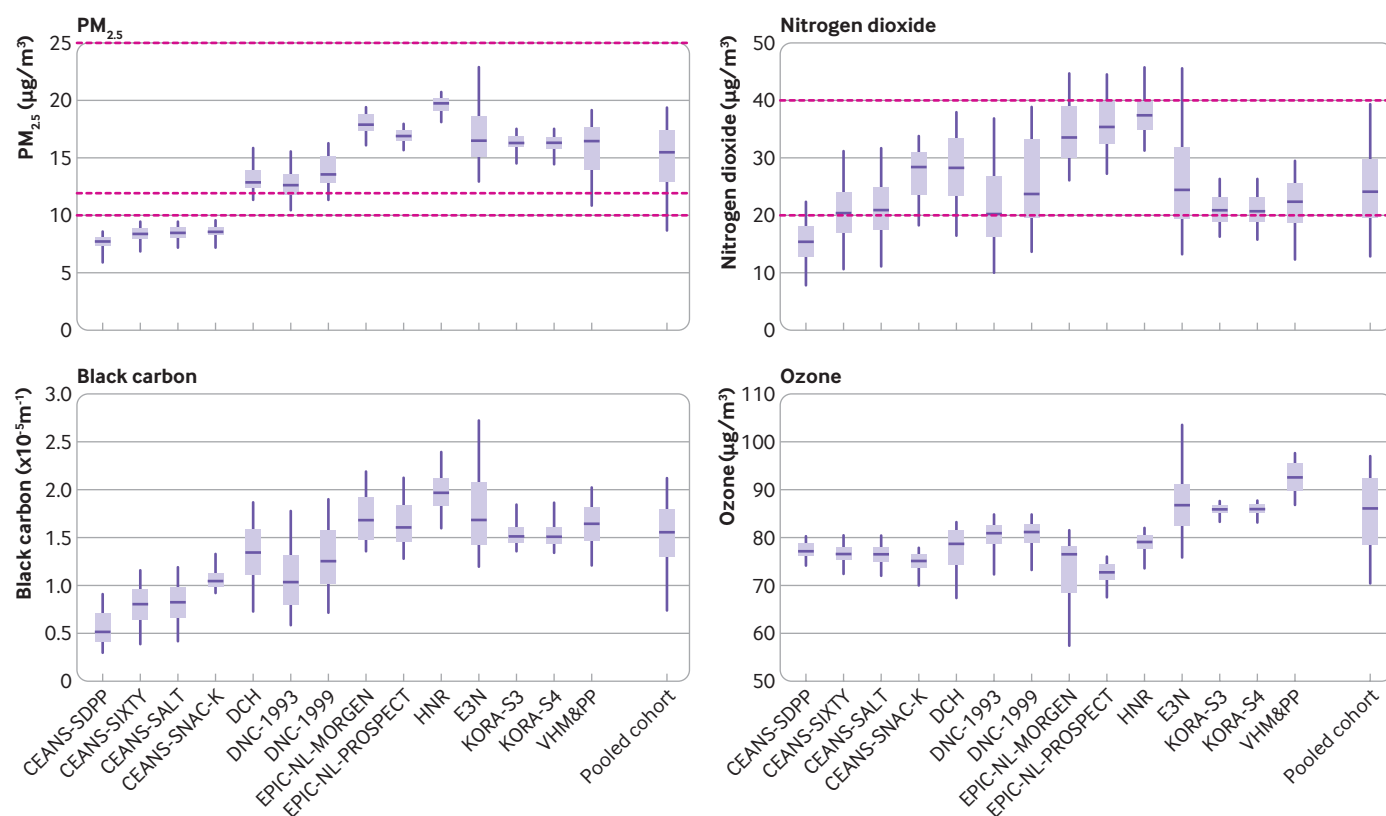 PM2.5
PM2.5 (µg/m³)
25
20
15
10
5
0
Nitrogen dioxide
Nitrogen dioxide (µg/m³)
50
40
30
20
10
0
Black carbon
Black carbon (x10-5m-1)
3.0
2.5
2.0
1.5
1.0
0.5
0
CEANS-SDPP
CEANS-SIXTY
CEANS-SALT
CEANS-SNAC-K
DCH
DNC-1993
DNC-1999
EPIC-NL-MORGEN
EPIC-NL-PROSPECT
HNR
E3N
KORA-S3
KORA-S4
VHM&PP
Pooled cohort
Ozone
Ozone (µg/m³)
110
100
90
80
70
60
50
CEANS-SDPP
CEANS-SIXTY
CEANS-SALT
CEANS-SNAC-K
DCH
DNC-1993
DNC-1999
EPIC-NL-MORGEN
EPIC-NL-PROSPECT
HNR
E3N
KORA-S3
KORA-S4
VHM&PP
Pooled cohort